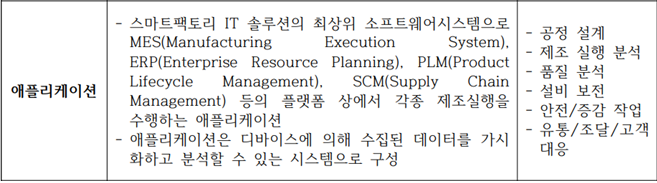 애플리케이션
- 스마트팩토리 IT 솔루션의 최상위 소프트웨어시스템으로
MES(Manufacturing Execution System),
ERP(Enterprise Resource Planning), PLM(Product
Lifecycle Management), SCM(Supply Chain
Management) 등의 플랫폼 상에서 각종 제조실행을
수행하는 애플리케이션
- 애플리케이션은 디바이스에 의해 수집된 데이터를 가시
화하고 분석할 수 있는 시스템으로 구성
- 공정 설계
- 제조 실행 분석
- 품질 분석
- 설비 보전
- 안전/증감 작업
- 유통/조달/고객
대응